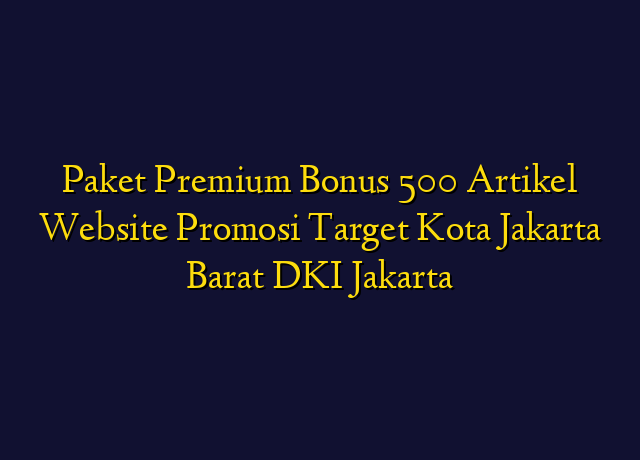 Paket Premium Bonus 500 Artikel
Website Promosi Target Kota Jakarta
Barat DKI Jakarta